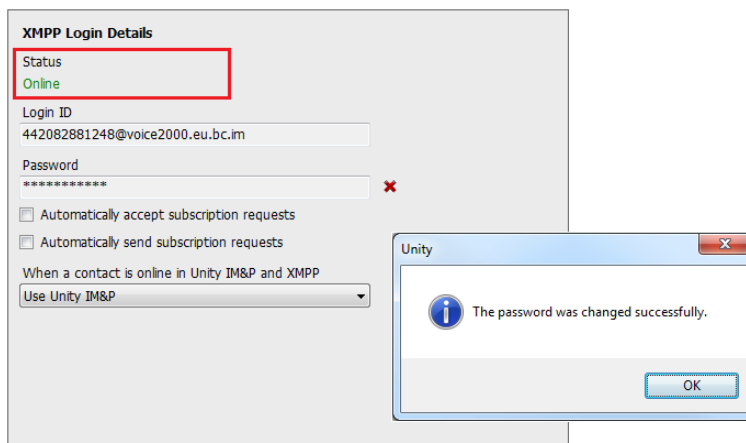 XMPP Login Details
Status
Online
Login ID
442082881248@voice2000.eu.bc.im
Password
***********
Automatically accept subscription requests
Automatically send subscription requests
When a contact is online in Unity IM&P and XMPP
Use Unity IM&P
Unity
The password was changed successfully.
OK